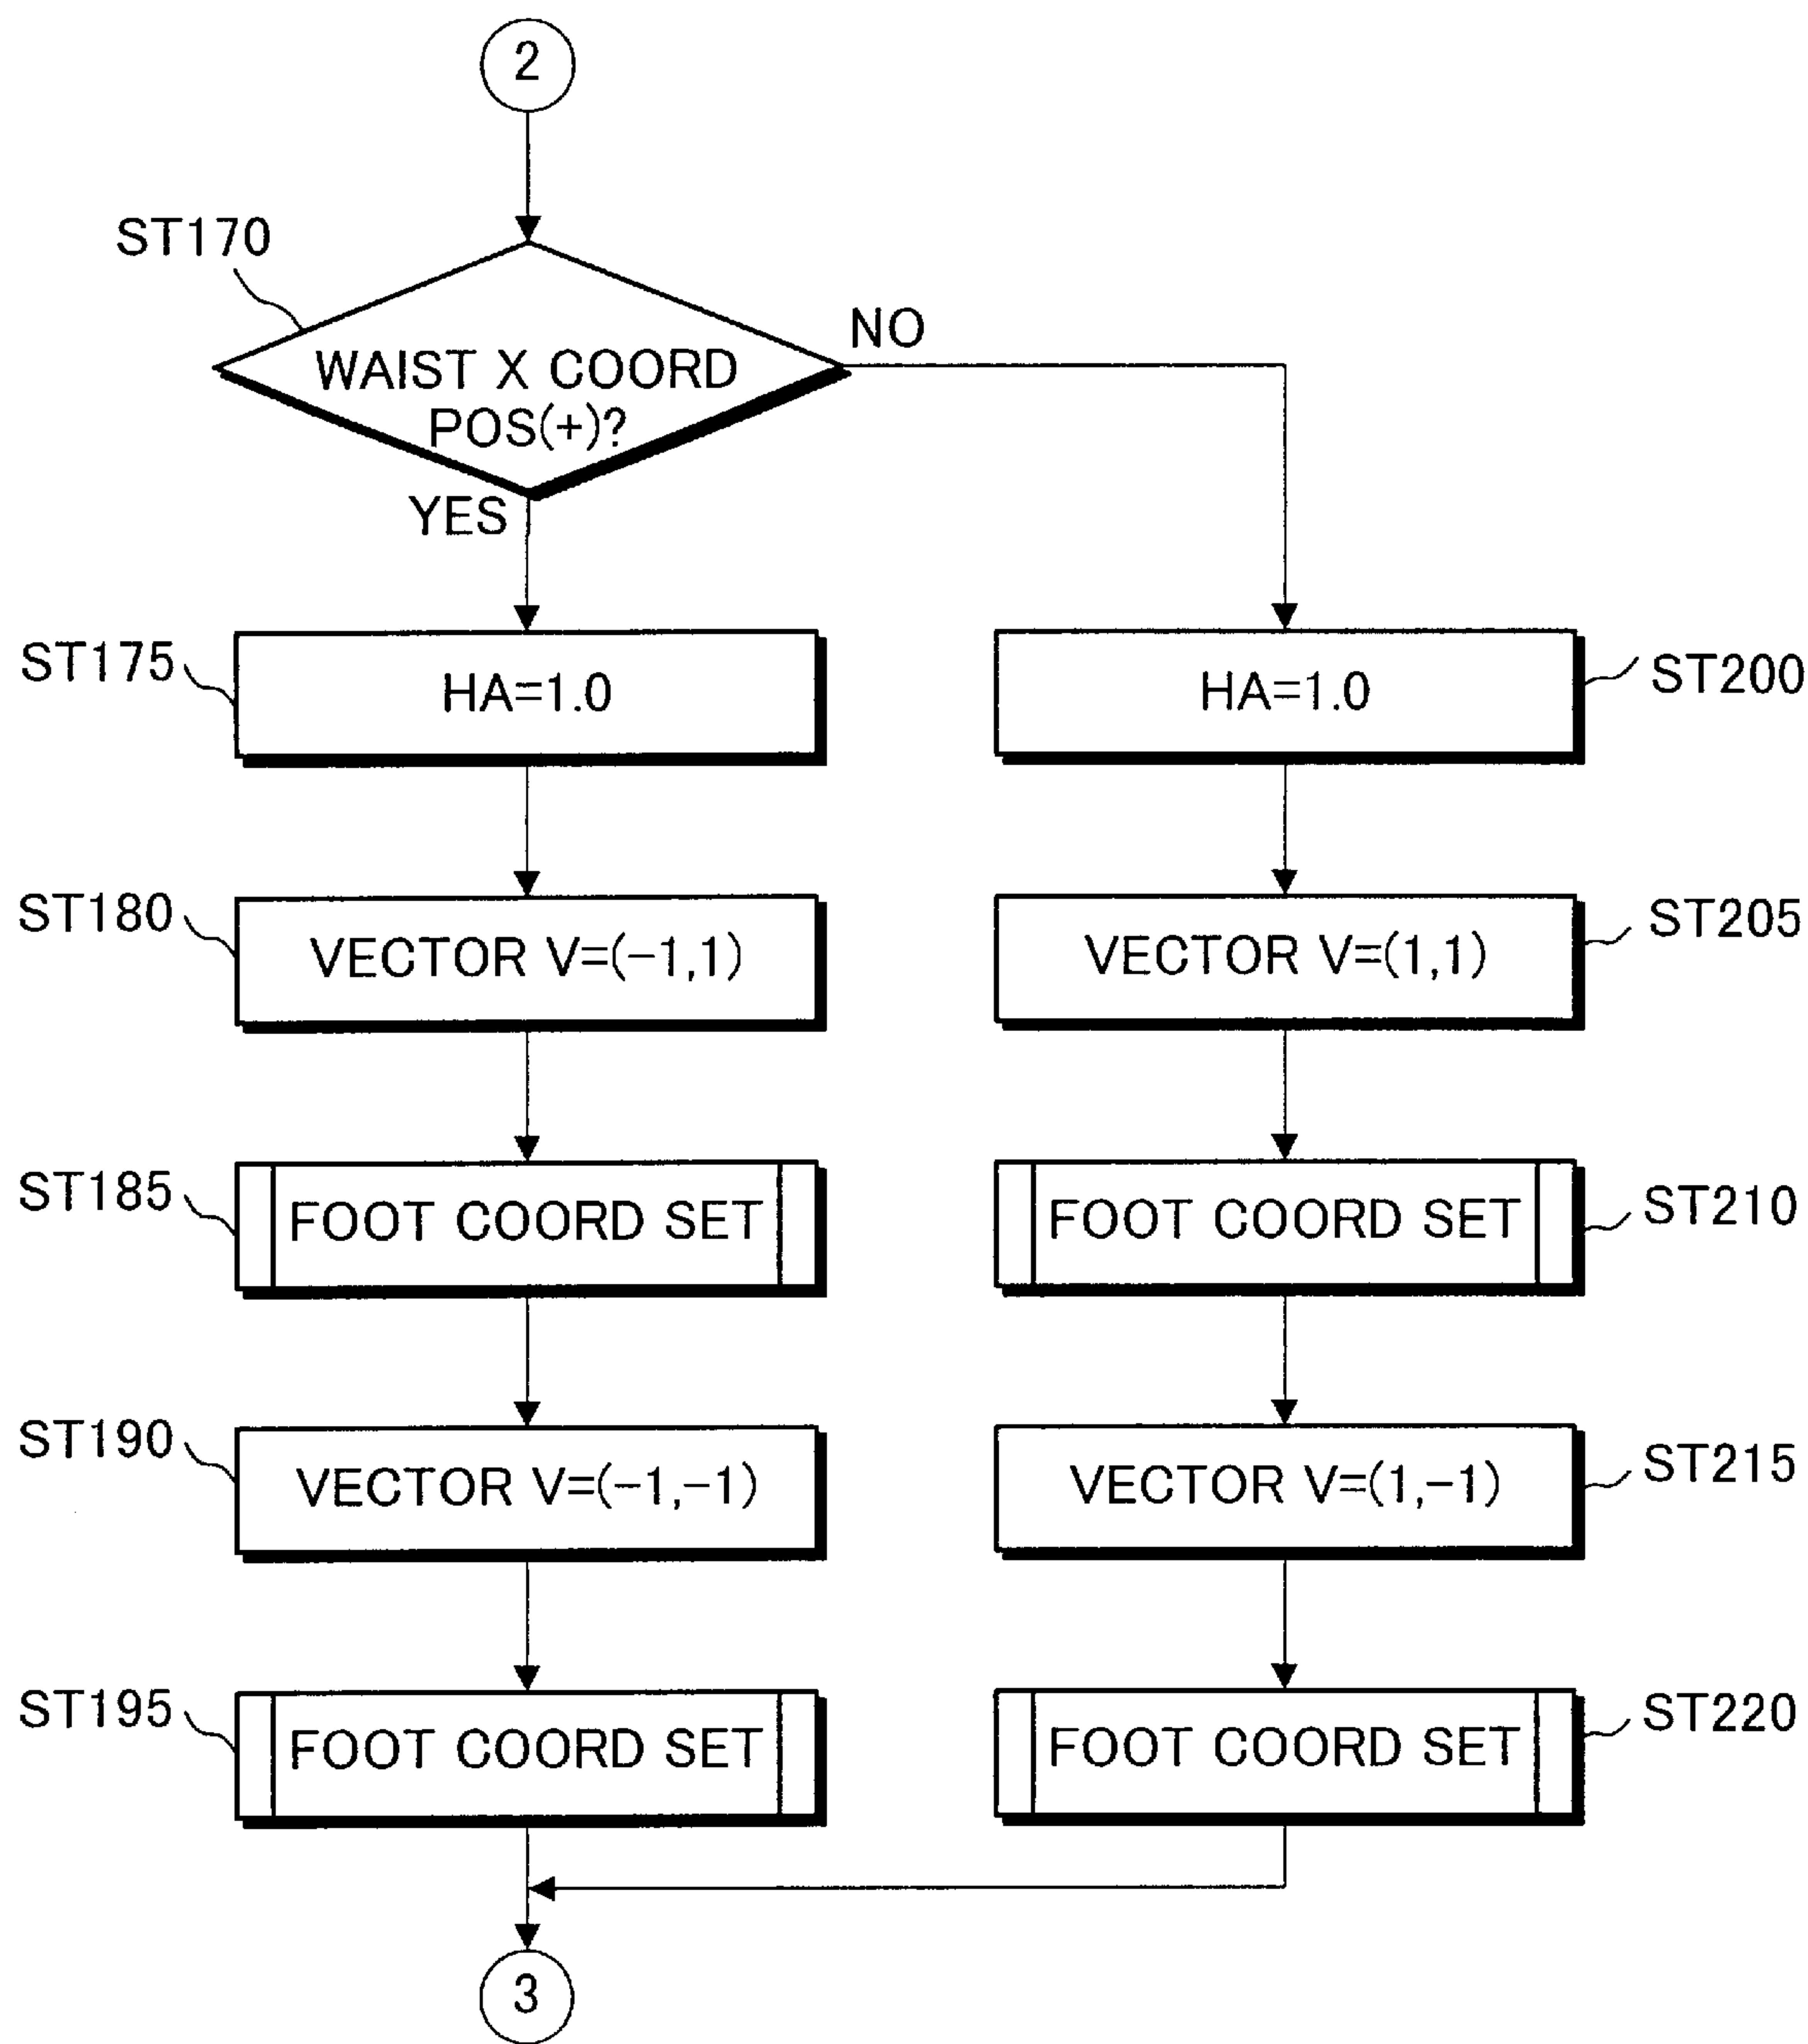 2
ST170
WAIST X COORD
POS(+)?
NO
YES
ST175
HA=1.0
HA=1.0
ST200
ST180
VECTOR V=(-1,1)
VECTOR V=(1,1)
ST205
ST185
FOOT COORD SET
FOOT COORD SET
ST210
ST190
VECTOR V=(-1,-1)
VECTOR V=(1,-1)
ST215
ST195
FOOT COORD SET
FOOT COORD SET
ST220
3